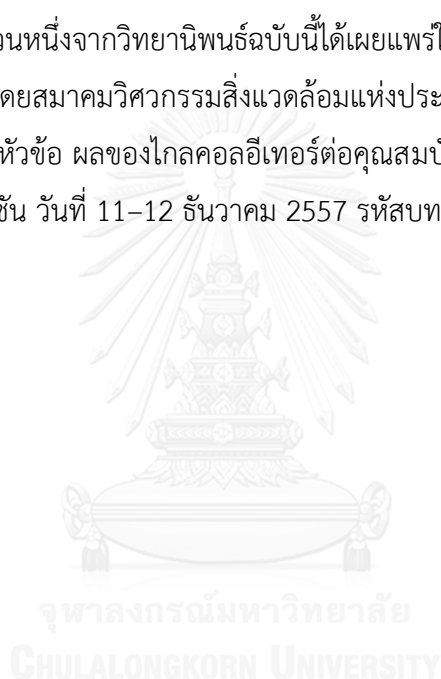 วนหนึ่งจากวิทยานิพนธ์ฉบับนี้ได้เผยแพร่ใ
ดยสมาคมวิศวกรรมสิ่งแวดล้อมแห่งประ
หัวข้อ ผลของไกลคอลอีเทอร์ต่อคุณสมบั
ชัน วันที่ 11–12 ธันวาคม 2557 รหัสบท
จุฬาลงกรณ์มหาวิทยาลัย
CHULALONGKORN UNIVERSITY